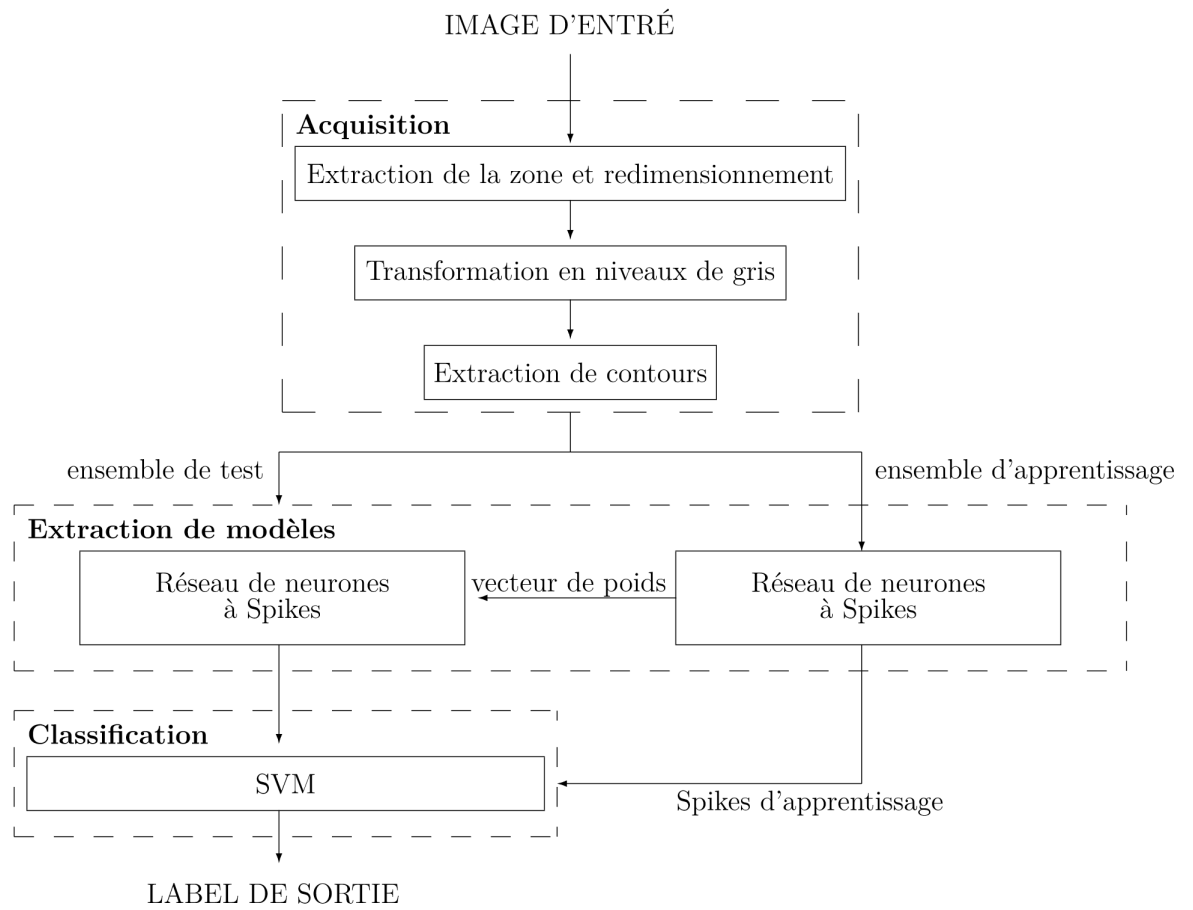 IMAGE D'ENTRÉ
Acquisition
Extraction de la zone et redimensionnement
Transformation en niveaux de gris
Extraction de contours
ensemble de test
ensemble d'apprentissage
Extraction de modèles
Réseau de neurones
à Spikes
vecteur de poids
Réseau de neurones
à Spikes
Classification
SVM
Spikes d'apprentissage
LABEL DE SORTIE